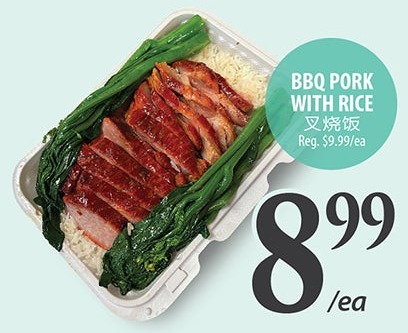 BBQ PORK
WITH RICE
叉烧饭
Reg. $9.99/ea
8.99
/ea